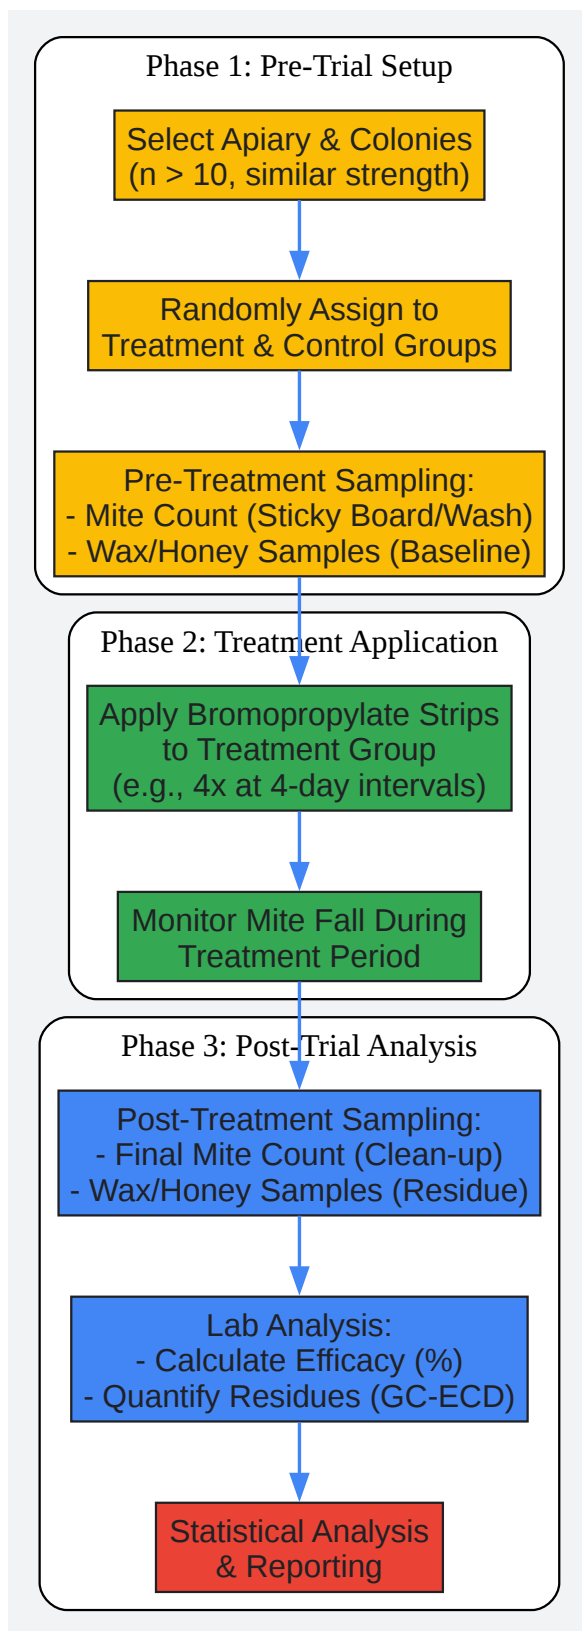 Phase 1: Pre-Trial Setup
Select Apiary & Colonies
(n > 10, similar strength)
Randomly Assign to
Treatment & Control Groups
Pre-Treatment Sampling:
- Mite Count (Sticky Board/Wash)
- Wax/Honey Samples (Baseline)
Phase 2: Treatment Application
Apply Bromopropylate Strips
to Treatment Group
(e.g., 4x at 4-day intervals)
Monitor Mite Fall During
Treatment Period
Phase 3: Post-Trial Analysis
Post-Treatment Sampling:
- Final Mite Count (Clean-up)
- Wax/Honey Samples (Residue)
Lab Analysis:
- Calculate Efficacy (%)
- Quantify Residues (GC-ECD)
Statistical Analysis
& Reporting